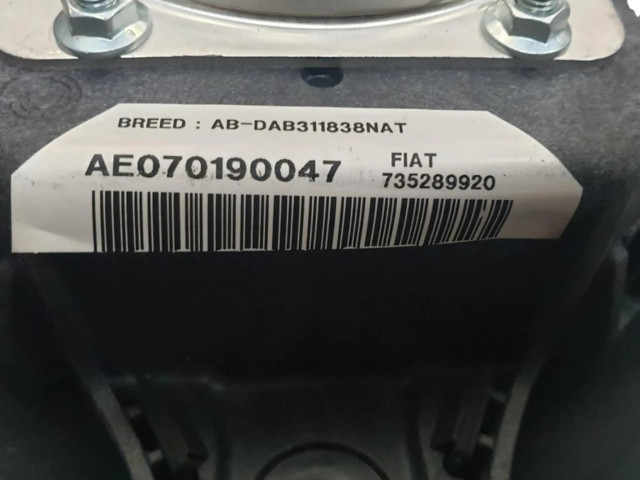 BREED : AB-DAB311838NAT
AE070190047 FIAT
735289920